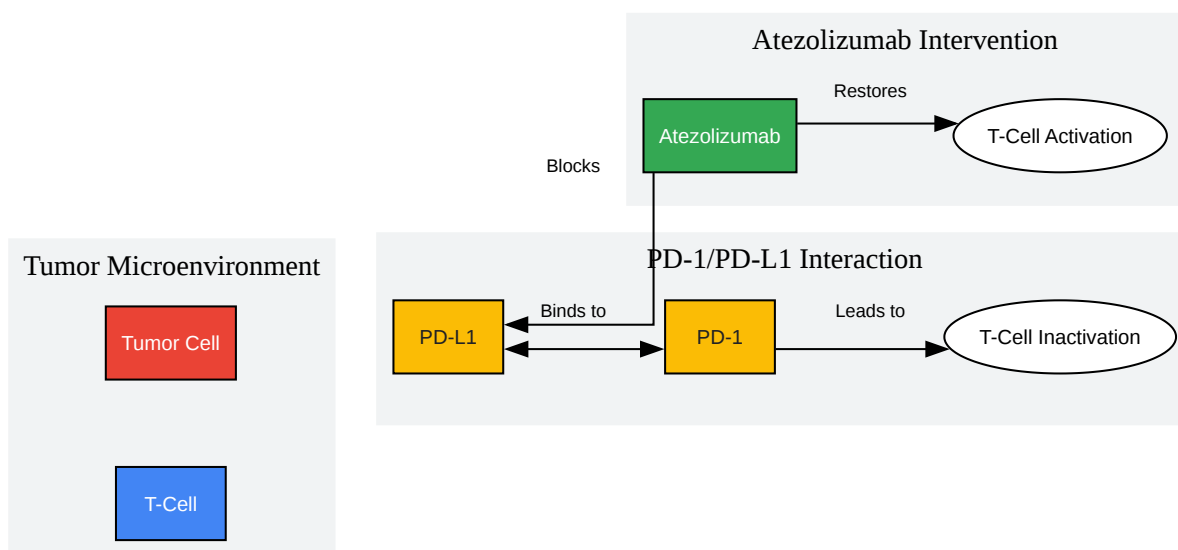 Atezolizumab Intervention
Restores
Atezolizumab
T-Cell Activation
Blocks
Tumor Microenvironment
PD-1/PD-L1 Interaction
Tumor Cell
PD-L1
Binds to
PD-1
Leads to
T-Cell Inactivation
T-Cell